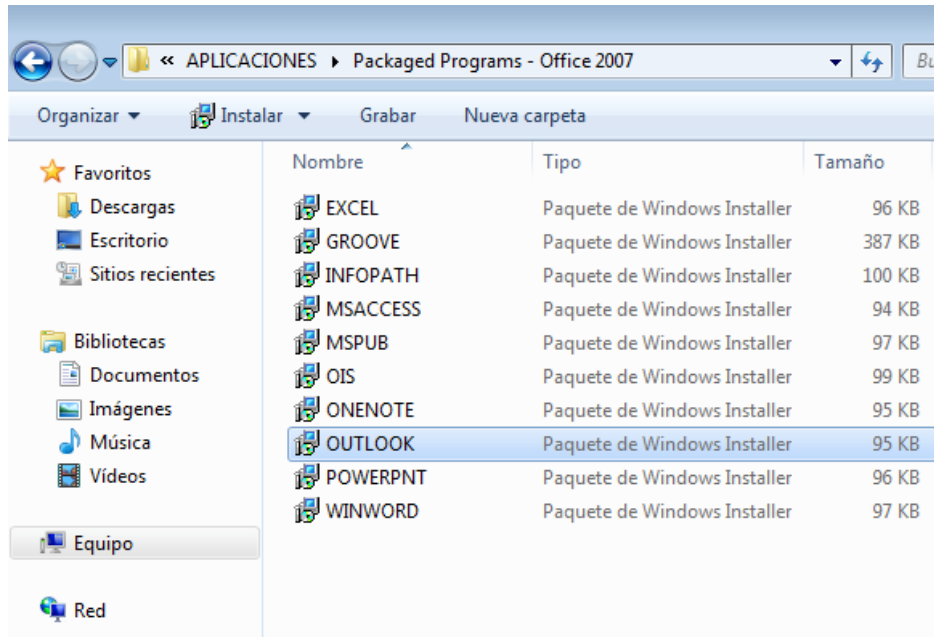 « APLICACIONES ▸ Packaged Programs - Office 2007
Organizar Instalar Grabar Nueva carpeta
Nombre Tipo Tamaño
Favoritos
Descargas
Escritorio
Sitios recientes
Bibliotecas
Documentos
Imágenes
Música
Vídeos
Equipo
Red
EXCEL Paquete de Windows Installer 96 KB
GROOVE Paquete de Windows Installer 387 KB
INFOPATH Paquete de Windows Installer 100 KB
MSACCESS Paquete de Windows Installer 94 KB
MSPUB Paquete de Windows Installer 97 KB
OIS Paquete de Windows Installer 99 KB
ONENOTE Paquete de Windows Installer 95 KB
OUTLOOK Paquete de Windows Installer 95 KB
POWERPNT Paquete de Windows Installer 96 KB
WINWORD Paquete de Windows Installer 97 KB